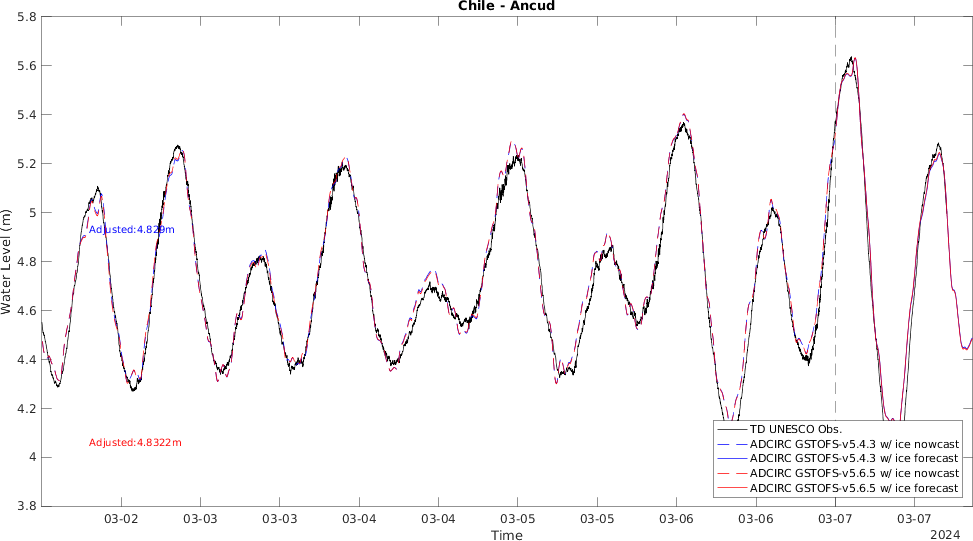 Chile - Ancud
5.8
5.6
5.4
5.2
5
4.8
4.6
4.4
4.2
4
3.8
Water Level (m)
Adjusted:4.829m
Adjusted:4.8322m
TD UNESCO Obs.
ADCIRC GSTOFS-v5.4.3 w/ ice nowcast
ADCIRC GSTOFS-v5.4.3 w/ ice forecast
ADCIRC GSTOFS-v5.6.5 w/ ice nowcast
ADCIRC GSTOFS-v5.6.5 w/ ice forecast
03-02 03-03 03-03 03-04 03-04 03-05 03-05 03-06 03-06 03-07 03-07
Time
2024